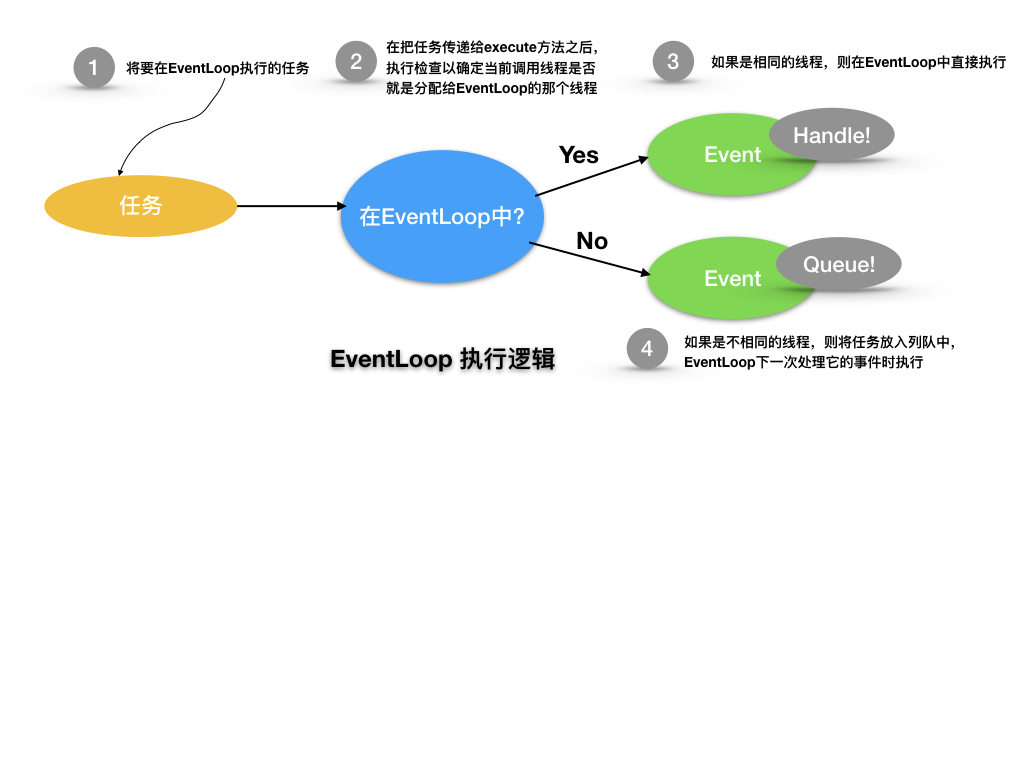 1
将要在EventLoop执行的任务
2
在把任务传递给execute方法之后，
执行检查以确定当前调用线程是否
就是分配给EventLoop的那个线程
3
如果是相同的线程，则在EventLoop中直接执行
任务
在EventLoop中?
Yes
Event
Handle!
No
Event
Queue!
4
如果是不相同的线程，则将任务放入列队中，
EventLoop下一次处理它的事件时执行
EventLoop 执行逻辑